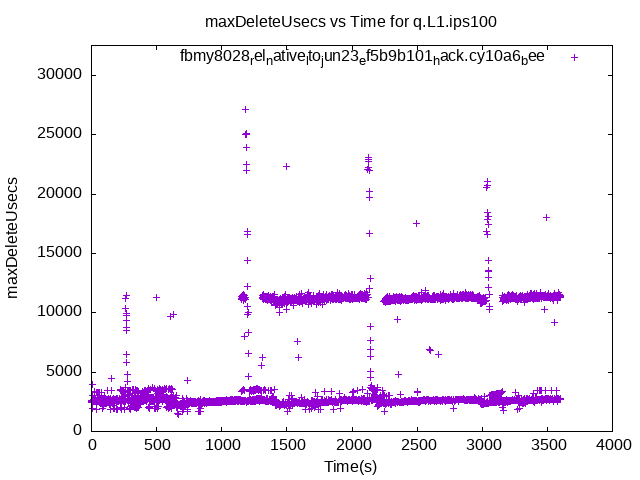 maxDeleteUsecs vs Time for q.L1.ips100
fbmy8028relnativeltojun23ef5b9b101hack.cy10a6bee
30000
25000
20000
15000
10000
5000
0
maxDeleteUsecs
0 500 1000 1500 2000 2500 3000 3500 4000
Time(s)